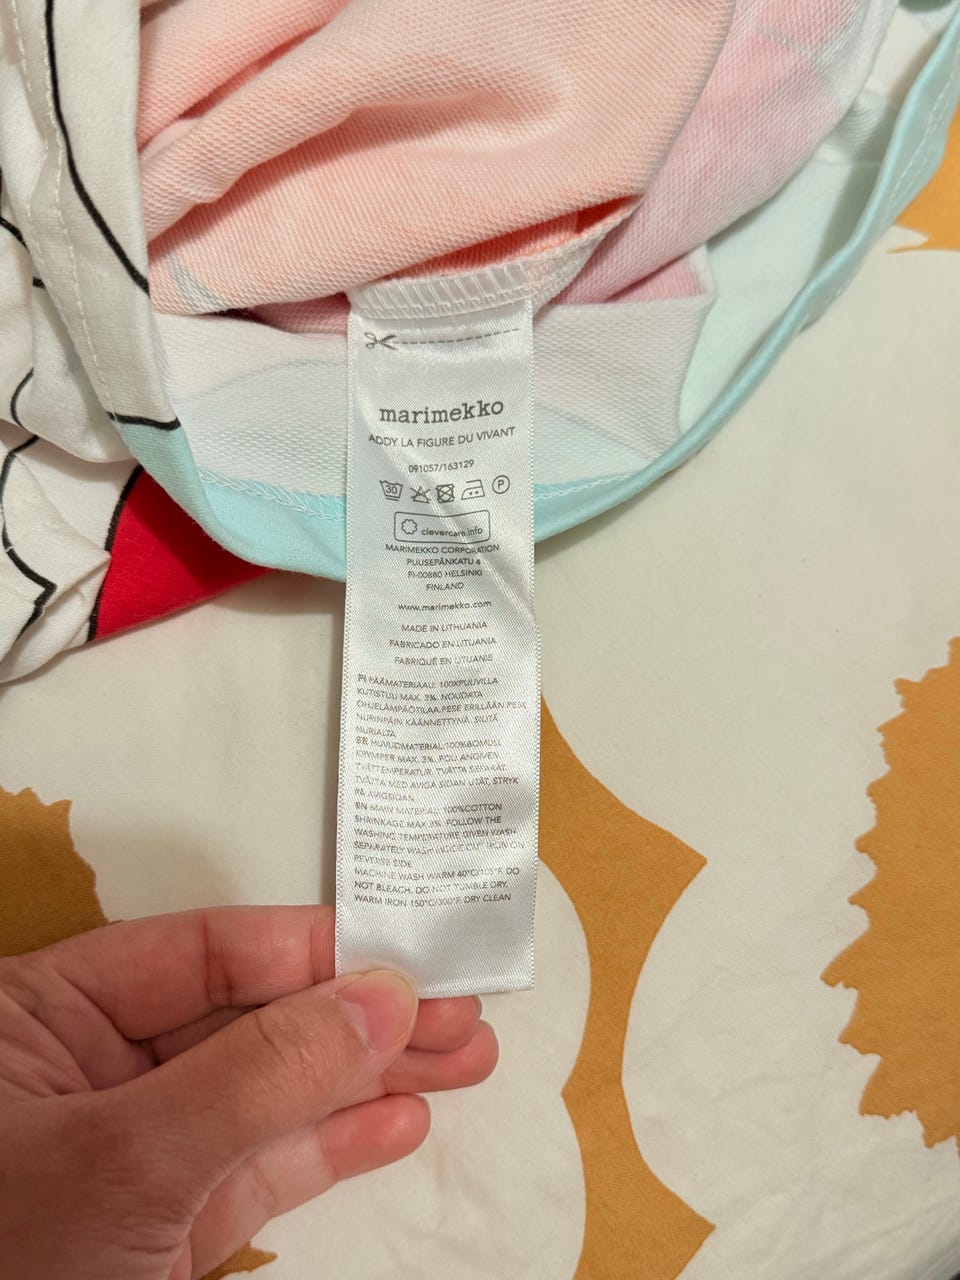 marimekko
ADDY LA FIGURE DU VIVANT
091057/163129
30 P
clevercare.info
MARIMEKKO CORPORATION
PUUSEPÄNKATU 4
FI-00880 HELSINKI
FINLAND
www.marimekko.com
MADE IN LITHUANIA
FABRICADO EN LITUANIA
FABRIQUÉ EN LITUANIE
FI PÄÄMATERIAALI: 100%PUUVILLA
KUTISTUU MAX. 3%. NOUDATA
OHJELÄMPÖTILAA.PESE ERILLÄÄN.PESE
NURINPÄIN KÄÄNNETTYNÄ. SILITÄ
NURJALTA
SE HUVUDMATERIAL:100%BOMULL
KRYMPER MAX. 3%. FÖLJ ANGIVEN
TVÄTTEMPERATUR. TVÄTTA SEPARAT.
TVÄTTA MED AVIGA SIDAN UTÅT. STRYK
PÅ AVIGSIDAN
EN MAIN MATERIAL: 100%COTTON
SHRINKAGE MAX 3%. FOLLOW THE
WASHING TEMPERATURE GIVEN WASH
SEPARATELY WASH INSIDE OUT IRON ON
REVERSE SIDE
MACHINE WASH WARM 40°C/105°F. DO
NOT BLEACH. DO NOT TUMBLE DRY.
WARM IRON 150°C/300°F. DRY CLEAN